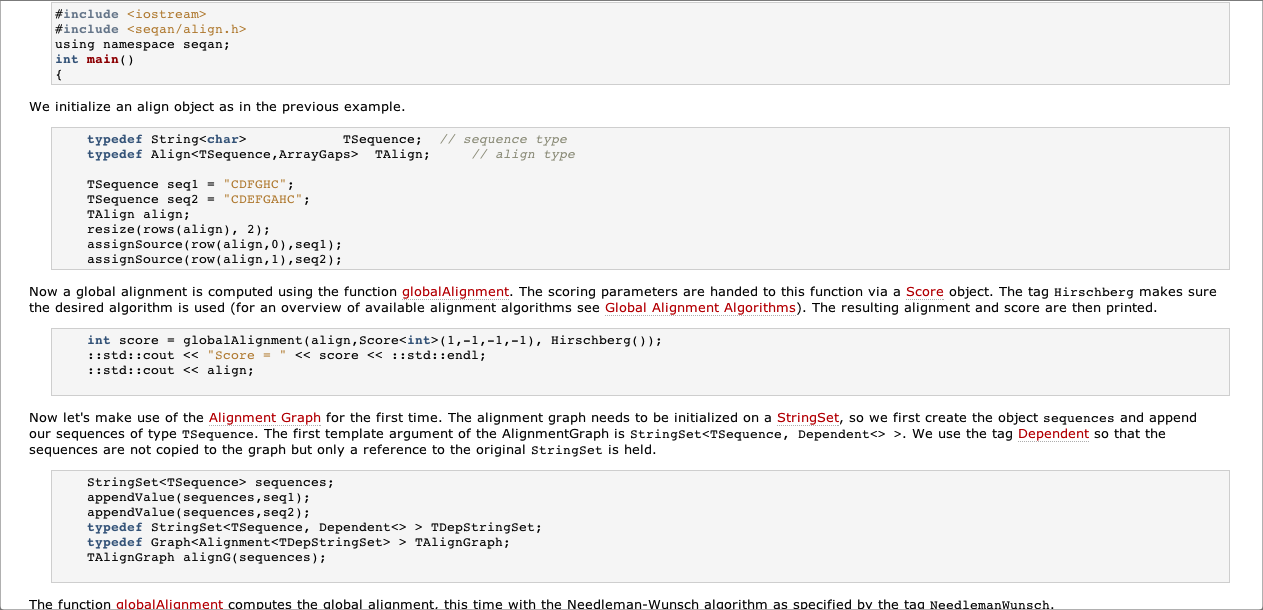 #include <iostream>
#include <seqan/align.h>
using namespace seqan;
int main()
{
We initialize an align object as in the previous example.
typedef String<char>            TSequence;  // sequence type
typedef Align<TSequence,ArrayGaps>  TAlign;     // align type
TSequence seq1 = "CDFGHC";
TSequence seq2 = "CDEFGAHC";
TAlign align;
resize(rows(align), 2);
assignSource(row(align,0),seq1);
assignSource(row(align,1),seq2);
Now a global alignment is computed using the function globalAlignment. The scoring parameters are handed to this function via a Score object. The tag Hirschberg makes sure
the desired algorithm is used (for an overview of available alignment algorithms see Global Alignment Algorithms). The resulting alignment and score are then printed.
int score = globalAlignment(align,Score<int>(1,-1,-1,-1), Hirschberg());
::std::cout << "Score = " << score << ::std::endl;
::std::cout << align;
Now let's make use of the Alignment Graph for the first time. The alignment graph needs to be initialized on a StringSet, so we first create the object sequences and append
our sequences of type TSequence. The first template argument of the AlignmentGraph is StringSet<TSequence, Dependent<> >. We use the tag Dependent so that the
sequences are not copied to the graph but only a reference to the original StringSet is held.
StringSet<TSequence> sequences;
appendValue(sequences,seq1);
appendValue(sequences,seq2);
typedef StringSet<TSequence, Dependent<> > TDepStringSet;
typedef Graph<Alignment<TDepStringSet> > TAlignGraph;
TAlignGraph alignG(sequences);
The function globalAlignment computes the global alignment, this time with the Needleman-Wunsch algorithm as specified by the tag NeedlemanWunsch.